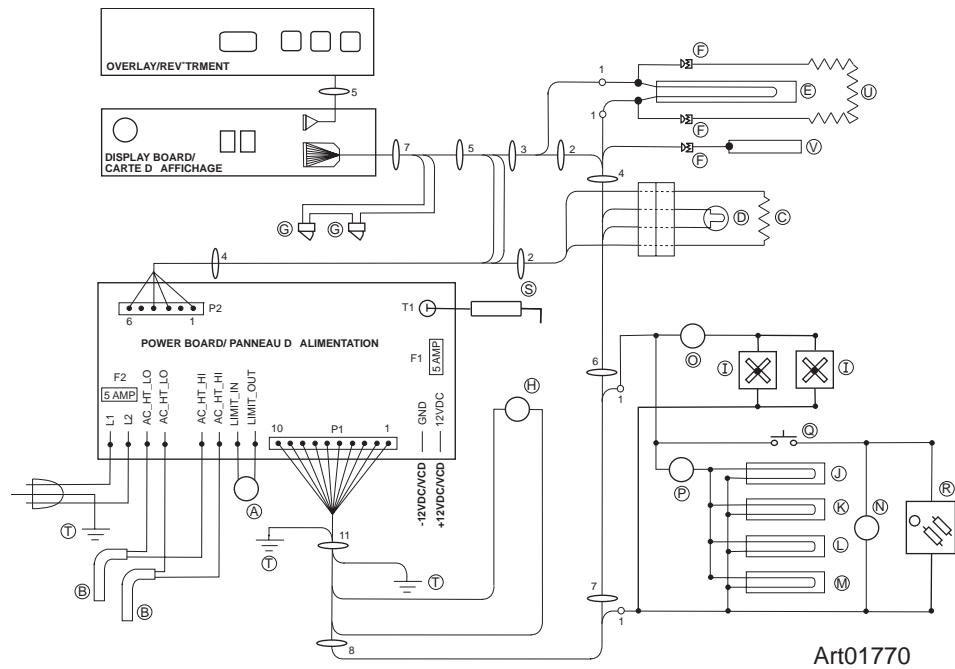 OVERLAY/REV˝TRMENT
5
DISPLAY BOARD/
CARTE D AFFICHAGE
7
5
3
2
1
1
4
F
E
U
F
F
V
D
C
G
G
4
2
S
6
1
P2
T1
POWER BOARD/ PANNEAU D ALIMENTATION
F1
5 AMP
F2
5 AMP
L1
L2
AC_HT_LO
AC_HT_LO
AC_HT_HI
AC_HT_HI
LIMIT_IN
LIMIT_OUT
10
P1
1
GND
12VDC
-12VDC/VCD
+12VDC/VCD
H
6
1
O
I
I
Q
P
J
K
L
M
N
R
A
T
T
T
B
B
11
8
7
1
Art01770